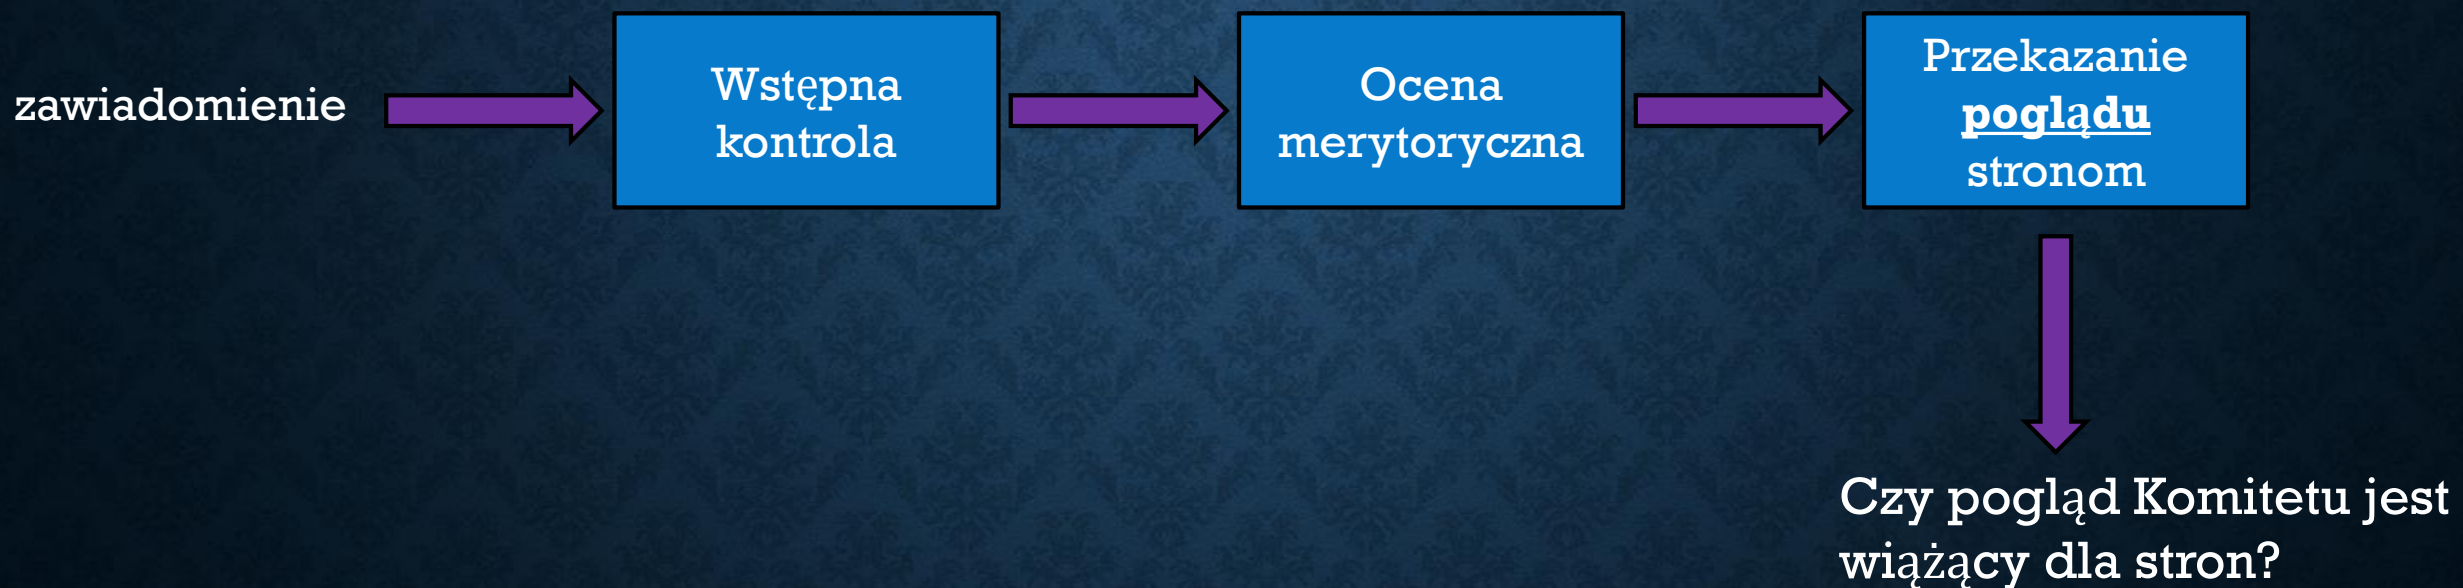 zawiadomienie
Wstępna
kontrola
Ocena
merytoryczna
Przekazanie
poglądu
stronom
Czy pogląd Komitetu jest
wiążący dla stron?